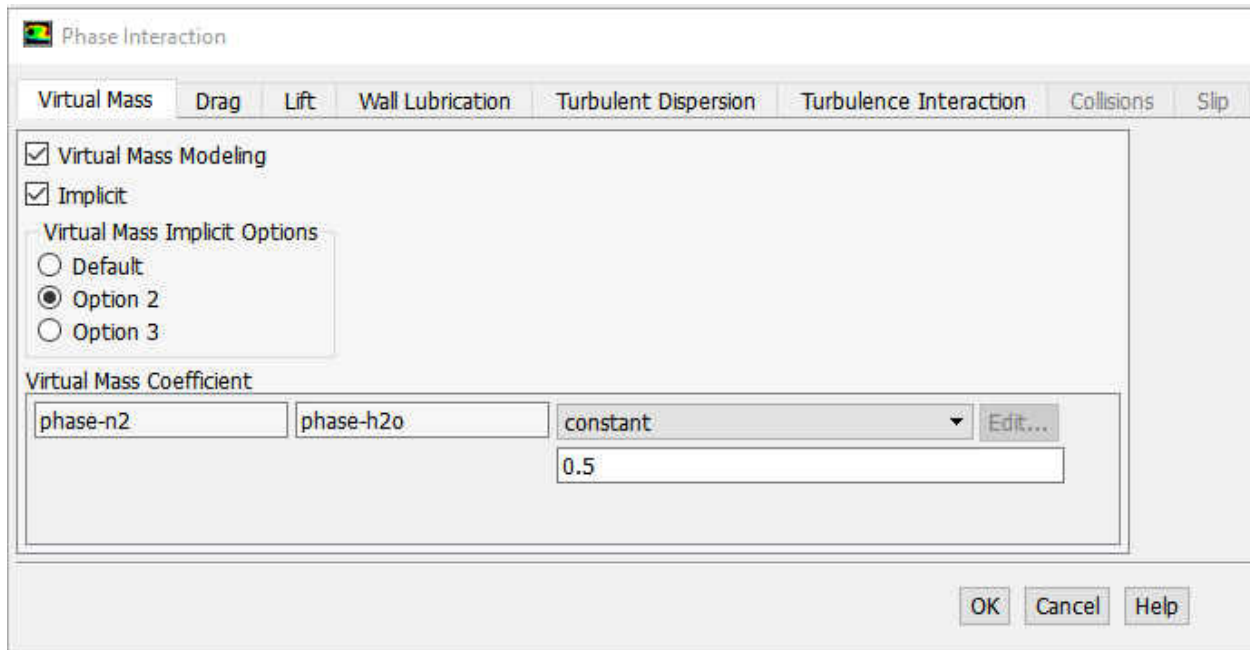 Phase Interaction
Virtual Mass Drag Lift Wall Lubrication Turbulent Dispersion Turbulence Interaction Collisions Slip
Virtual Mass Modeling
Implicit
Virtual Mass Implicit Options
Default
Option 2
Option 3
Virtual Mass Coefficient
phase-n2 phase-h2o constant Edit...
0.5
OK Cancel Help